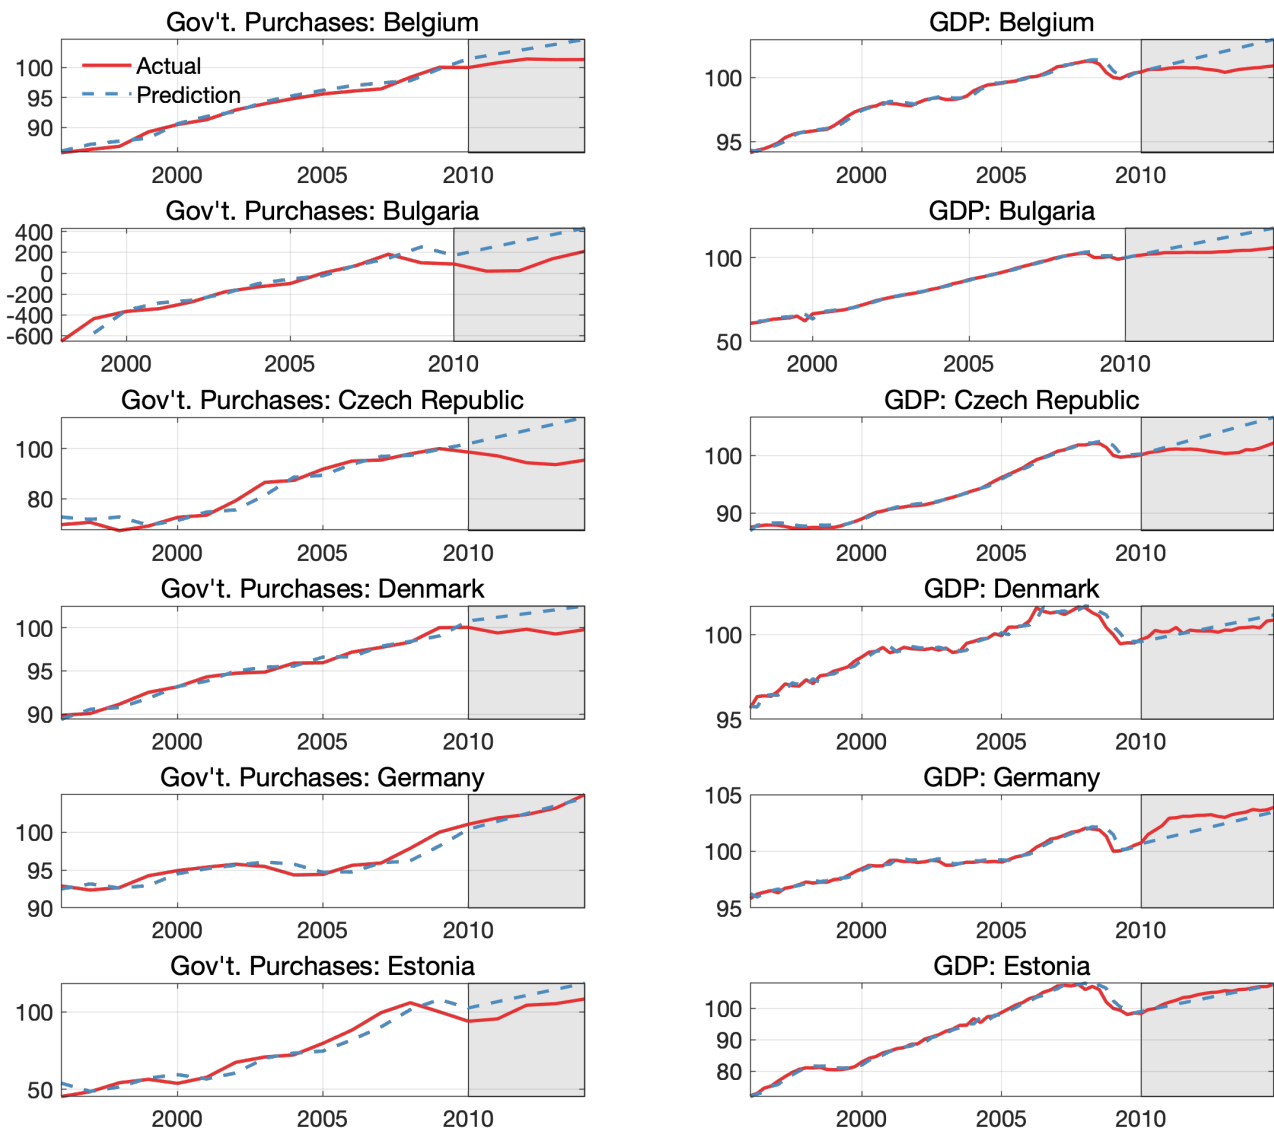 Gov't. Purchases: Belgium
Actual
Prediction
100
95
90
2000 2005 2010
GDP: Belgium
100
95
2000 2005 2010
Gov't. Purchases: Bulgaria
400
200
0
-200
-400
-600
2000 2005 2010
GDP: Bulgaria
100
50
2000 2005 2010
Gov't. Purchases: Czech Republic
100
80
2000 2005 2010
GDP: Czech Republic
100
90
2000 2005 2010
Gov't. Purchases: Denmark
100
95
90
2000 2005 2010
GDP: Denmark
100
95
2000 2005 2010
Gov't. Purchases: Germany
100
95
90
2000 2005 2010
GDP: Germany
105
100
95
2000 2005 2010
Gov't. Purchases: Estonia
100
50
2000 2005 2010
GDP: Estonia
100
90
80
2000 2005 2010